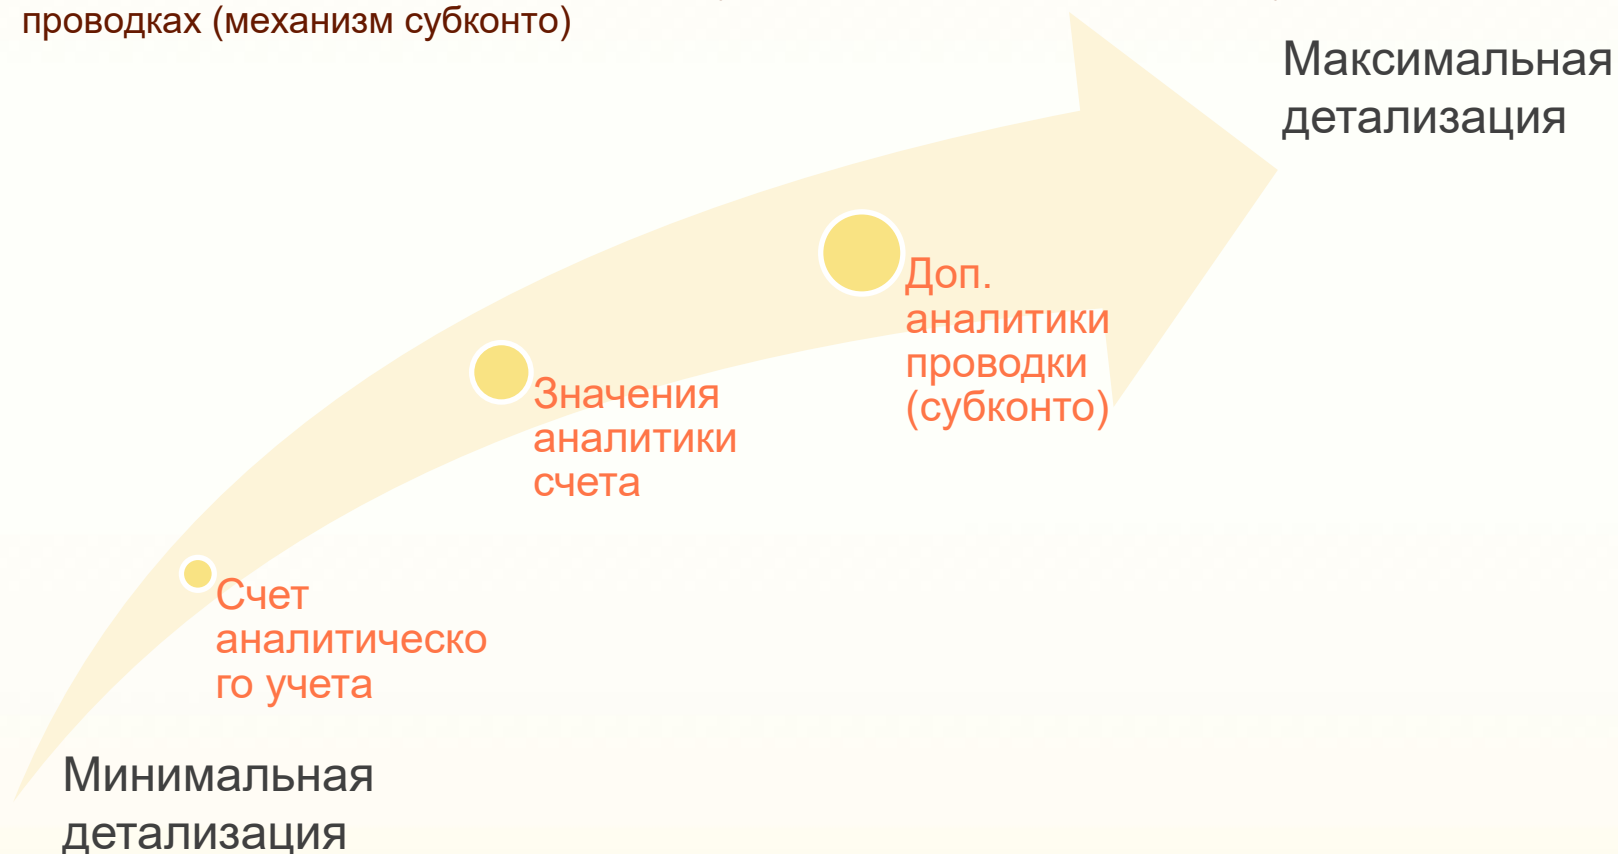 проводках (механизм субконто)
Максимальная
детализация
Доп.
аналитики
проводки
(субконто)
Значения
аналитики
счета
Счет
аналитическо
го учета
Минимальная
детализация